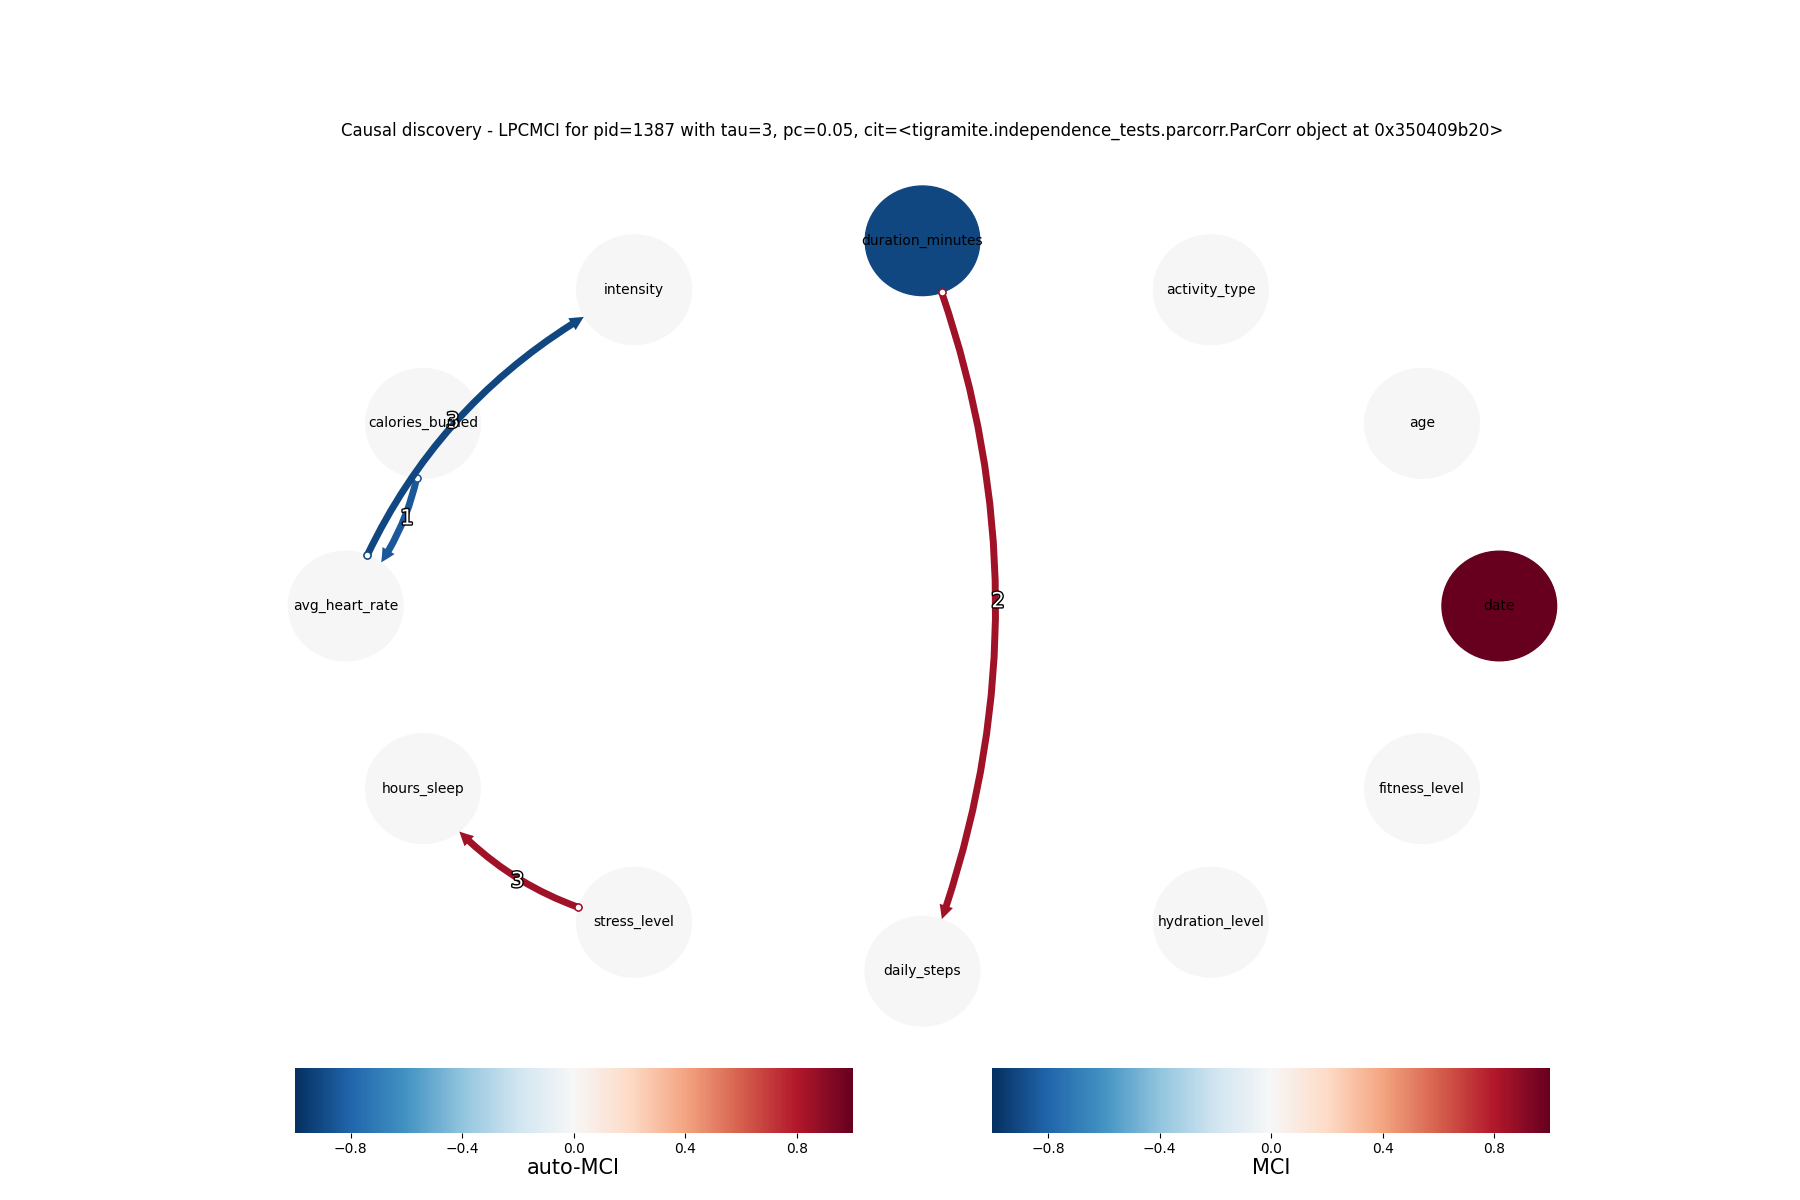 Causal discovery - LPCMCI for pid=1387 with tau=3, pc=0.05, cit=<tigramite.independence_tests.parcorr.ParCorr object at 0x350409b20>
duration_minutes
intensity
activity_type
calories_burned
3
age
1
avg_heart_rate
2
date
hours_sleep
fitness_level
3
stress_level
hydration_level
daily_steps
−0.8 −0.4 0.0 0.4 0.8
auto-MCI
−0.8 −0.4 0.0 0.4 0.8
MCI